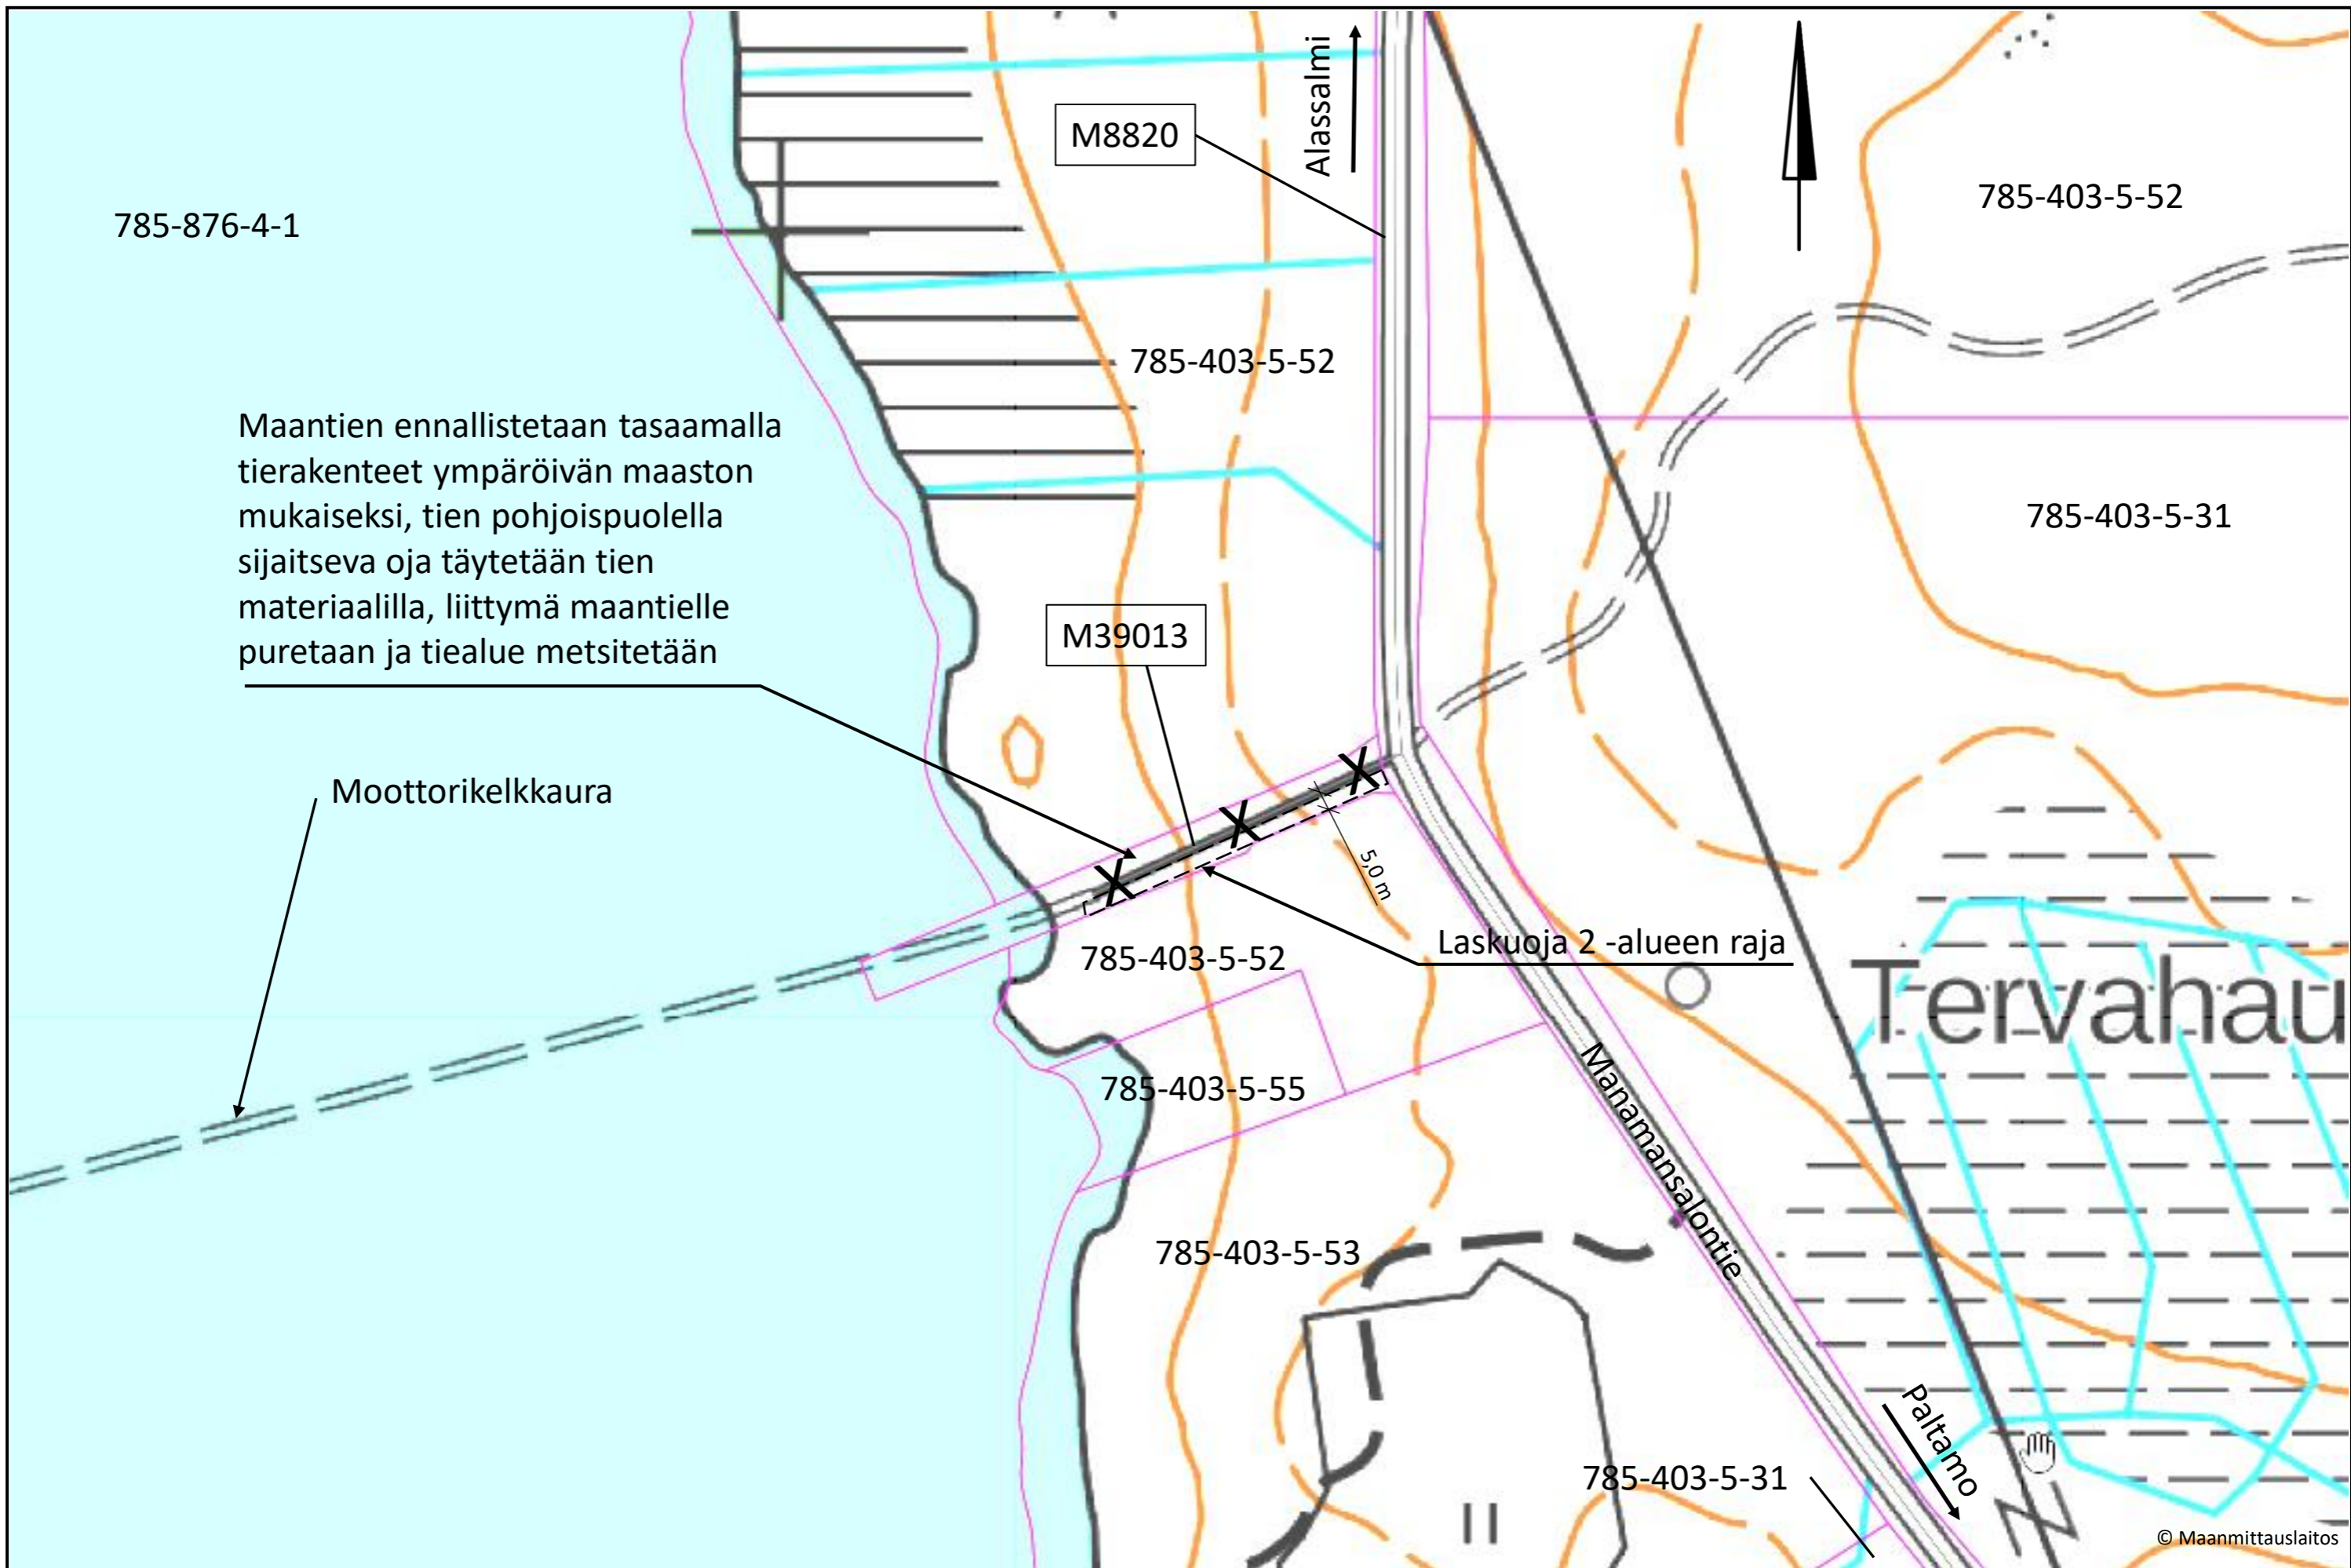 Alassalmi
M8820
785-403-5-52
785-876-4-1
785-403-5-52
Maantien ennallistetaan tasaamalla
tierakenteet ympäröivän maaston
mukaiseksi, tien pohjoispuolella
sijaitseva oja täytetään tien
materiaalilla, liittymä maantielle
puretaan ja tiealue metsitetään
785-403-5-31
M39013
Moottorikelkkaura
X
X
X
5,0 m
Laskuoja 2 -alueen raja
785-403-5-52
Tervahau
785-403-5-55
Manamansalontie
785-403-5-53
Paltamo
785-403-5-31
© Maanmittauslaitos